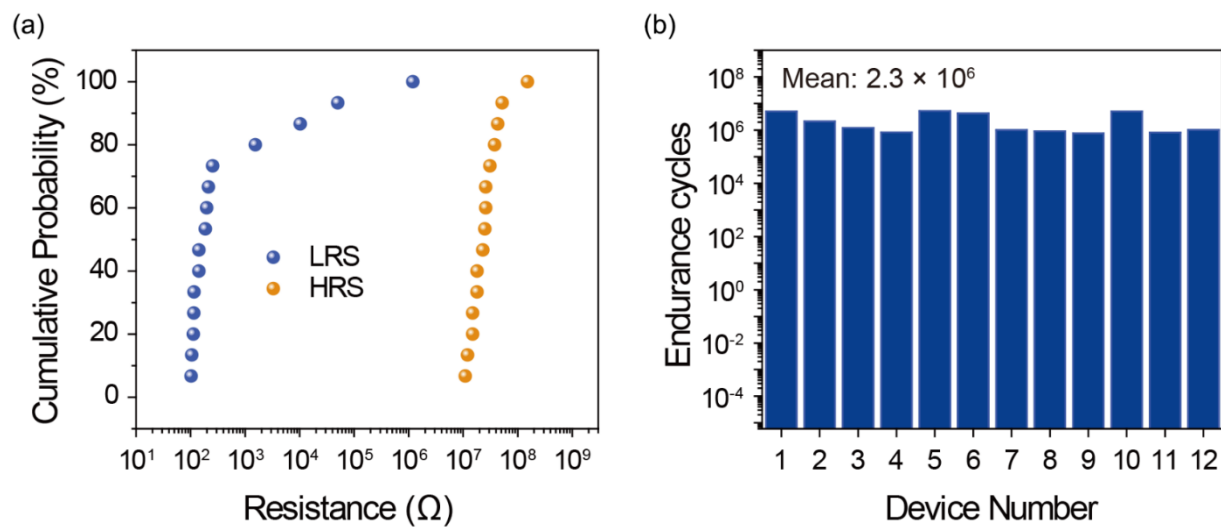 (a)
Cumulative Probability (%)
100
80
60
40
20
0
LRS
HRS
10¹ 10² 10³ 10⁴ 10⁵ 10⁶ 10⁷ 10⁸ 10⁹
Resistance (Ω)
(b)
Endurance cycles
Mean: 2.3 × 10⁶
10⁸
10⁶
10⁴
10²
10⁰
10⁻²
10⁻⁴
1 2 3 4 5 6 7 8 9 10 11 12
Device Number